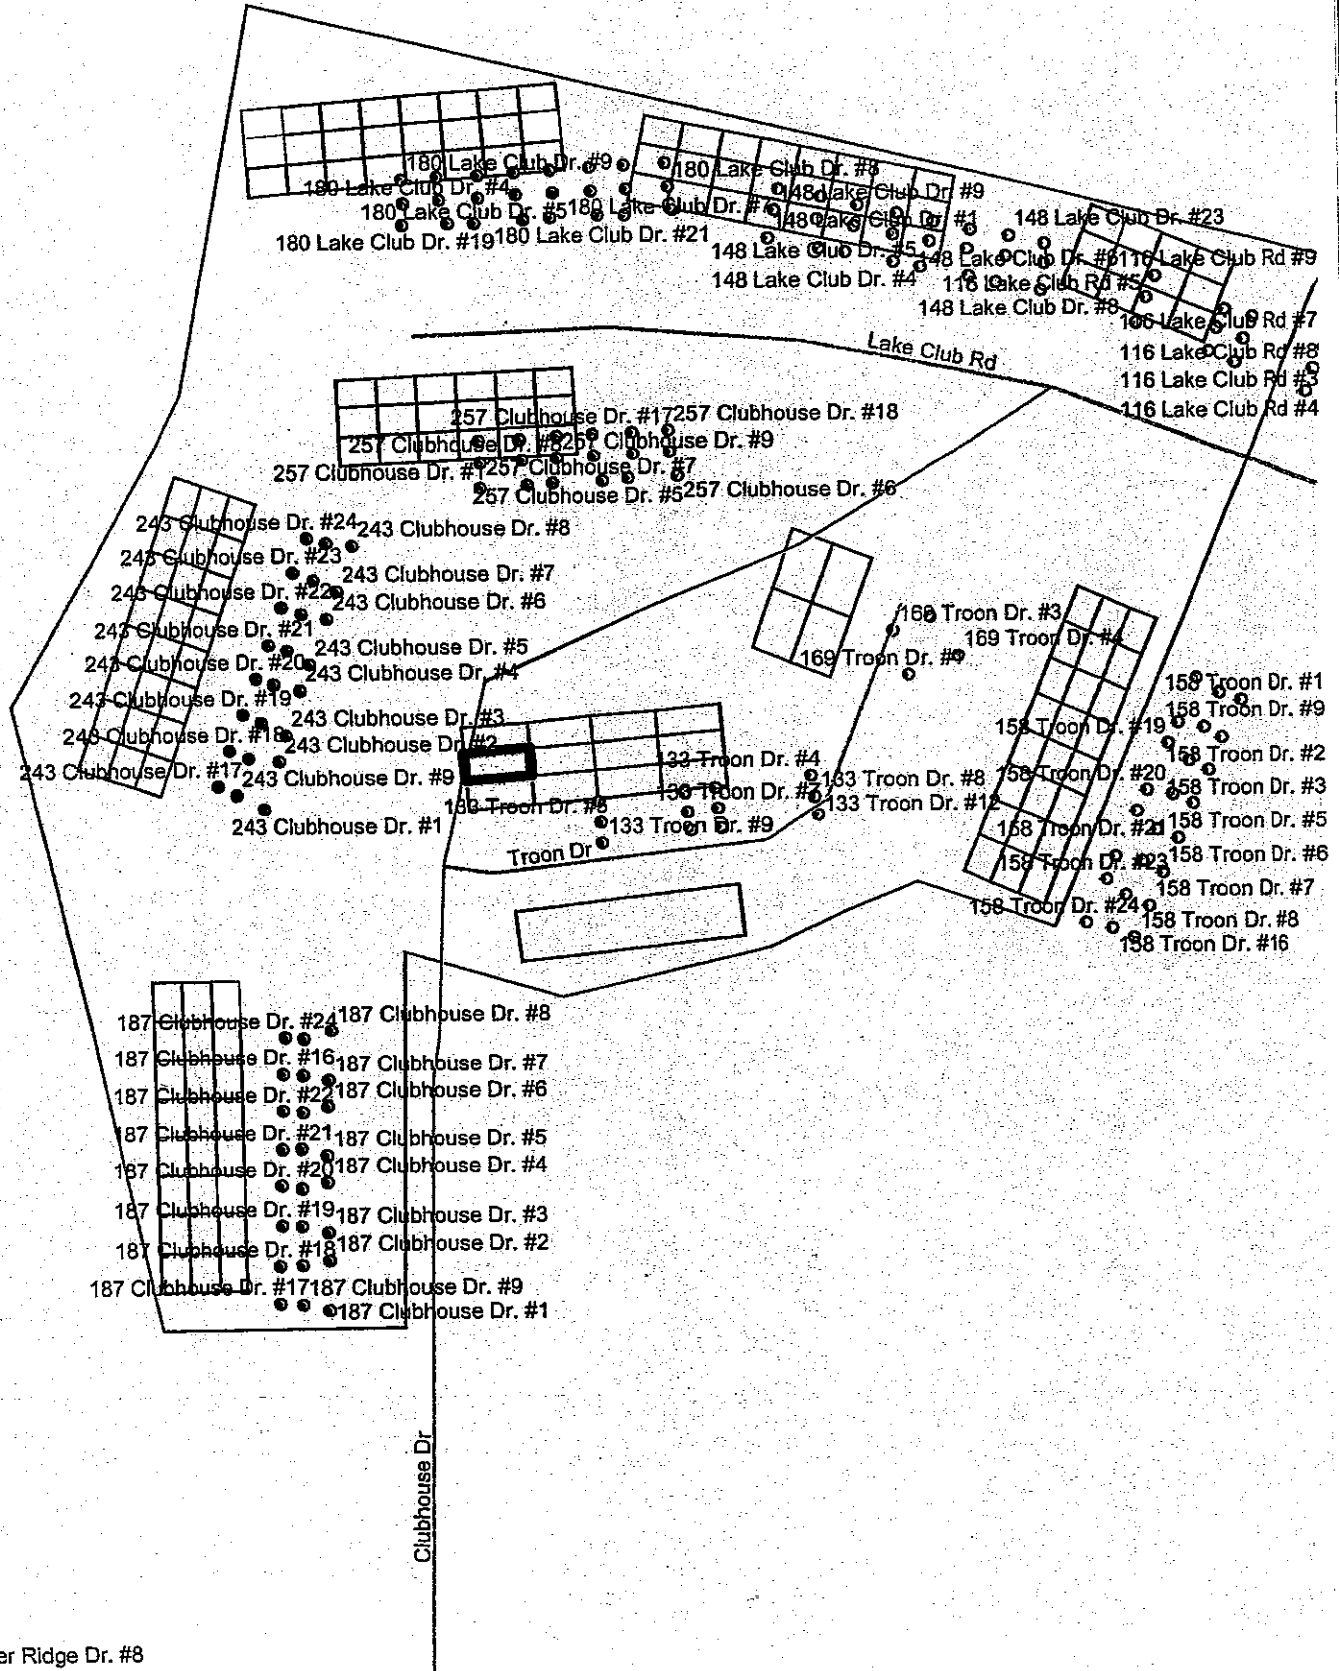 180 Lake Club Dr. #9
180 Lake Club Dr. #8
180 Lake Club Dr. #4
148 Lake Club Dr. #9
180 Lake Club Dr. #5
180 Lake Club Dr. #7
148 Lake Club Dr. #1
148 Lake Club Dr. #23
180 Lake Club Dr. #19
180 Lake Club Dr. #21
148 Lake Club Dr. #5
148 Lake Club Dr. #6
116 Lake Club Rd #9
148 Lake Club Dr. #4
116 Lake Club Rd #5
148 Lake Club Dr. #8
Lake Club Rd #7
Lake Club Rd
116 Lake Club Rd #8
116 Lake Club Rd #3
116 Lake Club Rd #4
257 Clubhouse Dr. #17
257 Clubhouse Dr. #18
257 Clubhouse Dr. #8
257 Clubhouse Dr. #9
257 Clubhouse Dr. #1
257 Clubhouse Dr. #7
257 Clubhouse Dr. #5
257 Clubhouse Dr. #6
243 Clubhouse Dr. #24
243 Clubhouse Dr. #8
243 Clubhouse Dr. #23
243 Clubhouse Dr. #7
243 Clubhouse Dr. #22
243 Clubhouse Dr. #6
243 Clubhouse Dr. #21
243 Clubhouse Dr. #5
243 Clubhouse Dr. #20
243 Clubhouse Dr. #4
243 Clubhouse Dr. #19
243 Clubhouse Dr. #3
243 Clubhouse Dr. #18
243 Clubhouse Dr. #2
243 Clubhouse Dr. #17
243 Clubhouse Dr. #9
243 Clubhouse Dr. #1
169 Troon Dr. #3
169 Troon Dr. #4
169 Troon Dr.
158 Troon Dr. #1
158 Troon Dr. #9
158 Troon Dr. #19
158 Troon Dr. #2
133 Troon Dr. #4
133 Troon Dr. #8
158 Troon Dr. #20
158 Troon Dr. #3
133 Troon Dr.
133 Troon Dr. #12
133 Troon Dr.
133 Troon Dr. #9
158 Troon Dr. #21
158 Troon Dr. #5
Troon Dr
158 Troon Dr. #23
158 Troon Dr. #6
158 Troon Dr. #7
158 Troon Dr. #24
158 Troon Dr. #8
158 Troon Dr. #16
187 Clubhouse Dr. #24
187 Clubhouse Dr. #8
187 Clubhouse Dr. #16
187 Clubhouse Dr. #7
187 Clubhouse Dr. #22
187 Clubhouse Dr. #6
187 Clubhouse Dr. #21
187 Clubhouse Dr. #5
187 Clubhouse Dr. #20
187 Clubhouse Dr. #4
187 Clubhouse Dr. #19
187 Clubhouse Dr. #3
187 Clubhouse Dr. #18
187 Clubhouse Dr. #2
187 Clubhouse Dr. #17
187 Clubhouse Dr. #9
187 Clubhouse Dr. #1
Clubhouse Dr
er Ridge Dr. #8